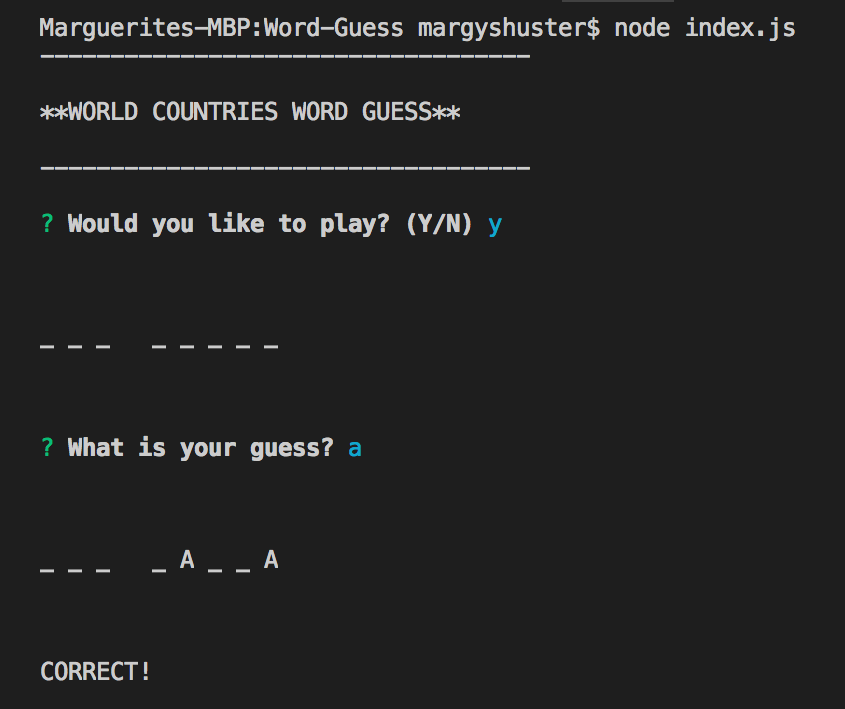 Marguerites-MBP:Word-Guess margyshuster$ node index.js
-----------------------------------
**WORLD COUNTRIES WORD GUESS**
-----------------------------------
? Would you like to play? (Y/N) y
_ _ _   _ _ _ _ _
? What is your guess? a
_ _ _   _ A _ _ A
CORRECT!